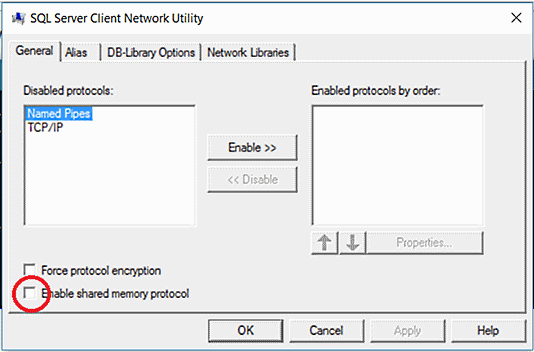 SQL Server Client Network Utility
General Alias DB-Library Options Network Libraries
Disabled protocols: Enabled protocols by order:
Named Pipes
TCP/IP
Enable >>
<< Disable
Properties...
Force protocol encryption
Enable shared memory protocol
OK Cancel Apply Help